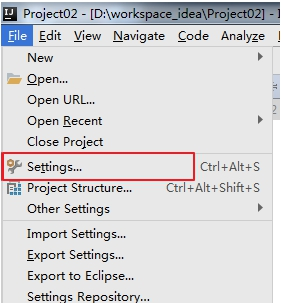 Project02 - [D:\workspace_idea\Project02] - I
File Edit View Navigate Code Analyze
New
Open...
Open URL...
Open Recent
Close Project
Settings... Ctrl+Alt+S
Project Structure... Ctrl+Alt+Shift+S
Other Settings
Import Settings...
Export Settings...
Export to Eclipse...
Settings Repository...